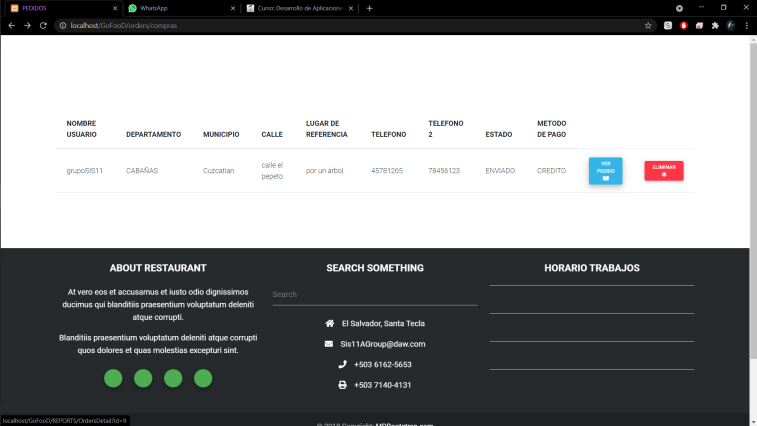 PEDIDOS
WhatsApp
Curso: Desarrollo de Aplicacione
localhost/GoFooD/orders/compras
NOMBRE USUARIO
DEPARTAMENTO
MUNICIPIO
CALLE
LUGAR DE REFERENCIA
TELEFONO
TELEFONO 2
ESTADO
METODO DE PAGO
grupoSIS11
CABAÑAS
Cuzcatlan
calle el pepeto
por un arbol
45781265
78456123
ENVIADO
CREDITO
VER PEDIDO
ELIMINAR
ABOUT RESTAURANT
At vero eos et accusamus et iusto odio dignissimos
ducimus qui blanditiis praesentium voluptatum deleniti
atque corrupti.
Blanditiis praesentium voluptatum deleniti atque corrupti
quos dolores et quas molestias excepturi sint.
SEARCH SOMETHING
Search
El Salvador, Santa Tecla
Sis11AGroup@daw.com
+503 6162-5653
+503 7140-4131
HORARIO TRABAJOS
localhost/GoFooD/REPORTS/OrdersDetail?id=9
© 2019 Copyright: MDBootstrap.com